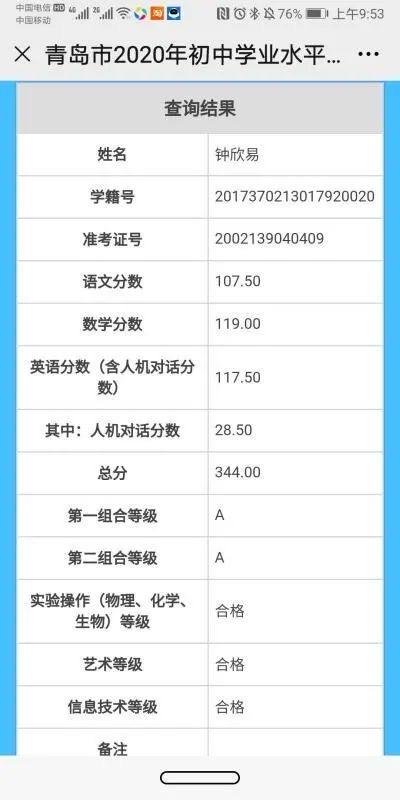 中国电信 HD 4G 2G 76% 上午9:53
中国移动
青岛市2020年初中学业水平...
查询结果
姓名 钟欣易
学籍号 2017370213017920020
准考证号 2002139040409
语文分数 107.50
数学分数 119.00
英语分数（含人机对话分
数） 117.50
其中：人机对话分数 28.50
总分 344.00
第一组合等级 A
第二组合等级 A
实验操作（物理、化学、
生物）等级 合格
艺术等级 合格
信息技术等级 合格
备注